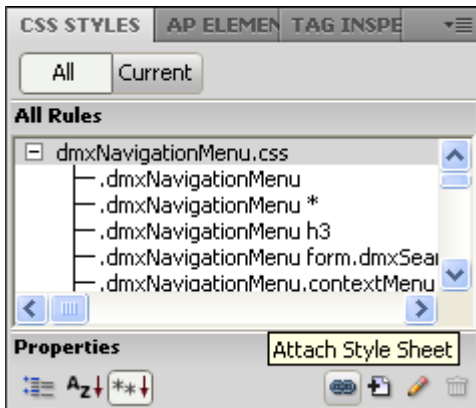 CSS STYLES AP ELEMEN TAG INSPE
All Current
All Rules
dmxNavigationMenu.css
.dmxNavigationMenu
.dmxNavigationMenu *
.dmxNavigationMenu h3
.dmxNavigationMenu form.dmxSear
.dmxNavigationMenu.contextMenu
Attach Style Sheet
Properties
Az **